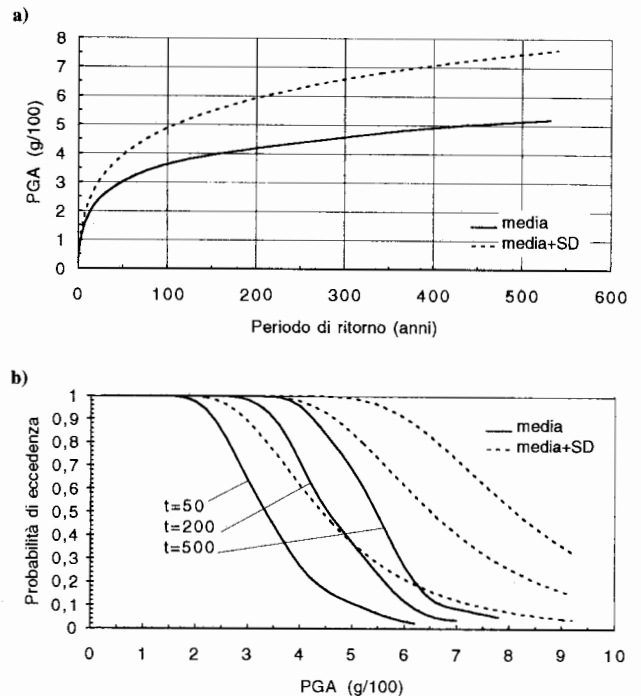 a)
8
7
6
5
4
3
2
1
0
PGA (g/100)
media
media+SD
0 100 200 300 400 500 600
Periodo di ritorno (anni)
b)
1
0,9
0,8
0,7
0,6
0,5
0,4
0,3
0,2
0,1
0
Probabilità di eccedenza
media
media+SD
t=50
t=200
t=500
0 1 2 3 4 5 6 7 8 9 10
PGA (g/100)